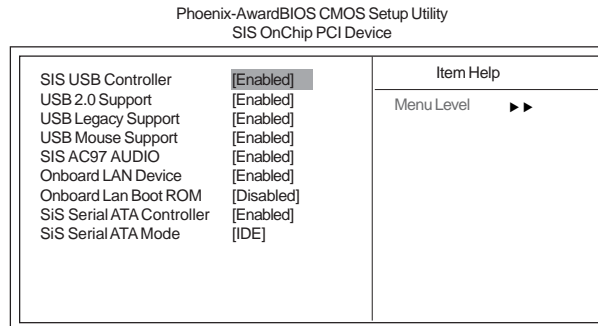 Phoenix-AwardBIOS CMOS Setup Utility
SIS OnChip PCI Device
SIS USB Controller [Enabled]
USB 2.0 Support [Enabled]
USB Legacy Support [Enabled]
USB Mouse Support [Enabled]
SIS AC97 AUDIO [Enabled]
Onboard LAN Device [Enabled]
Onboard Lan Boot ROM [Disabled]
SiS Serial ATA Controller [Enabled]
SiS Serial ATA Mode [IDE]
Item Help
Menu Level ►►